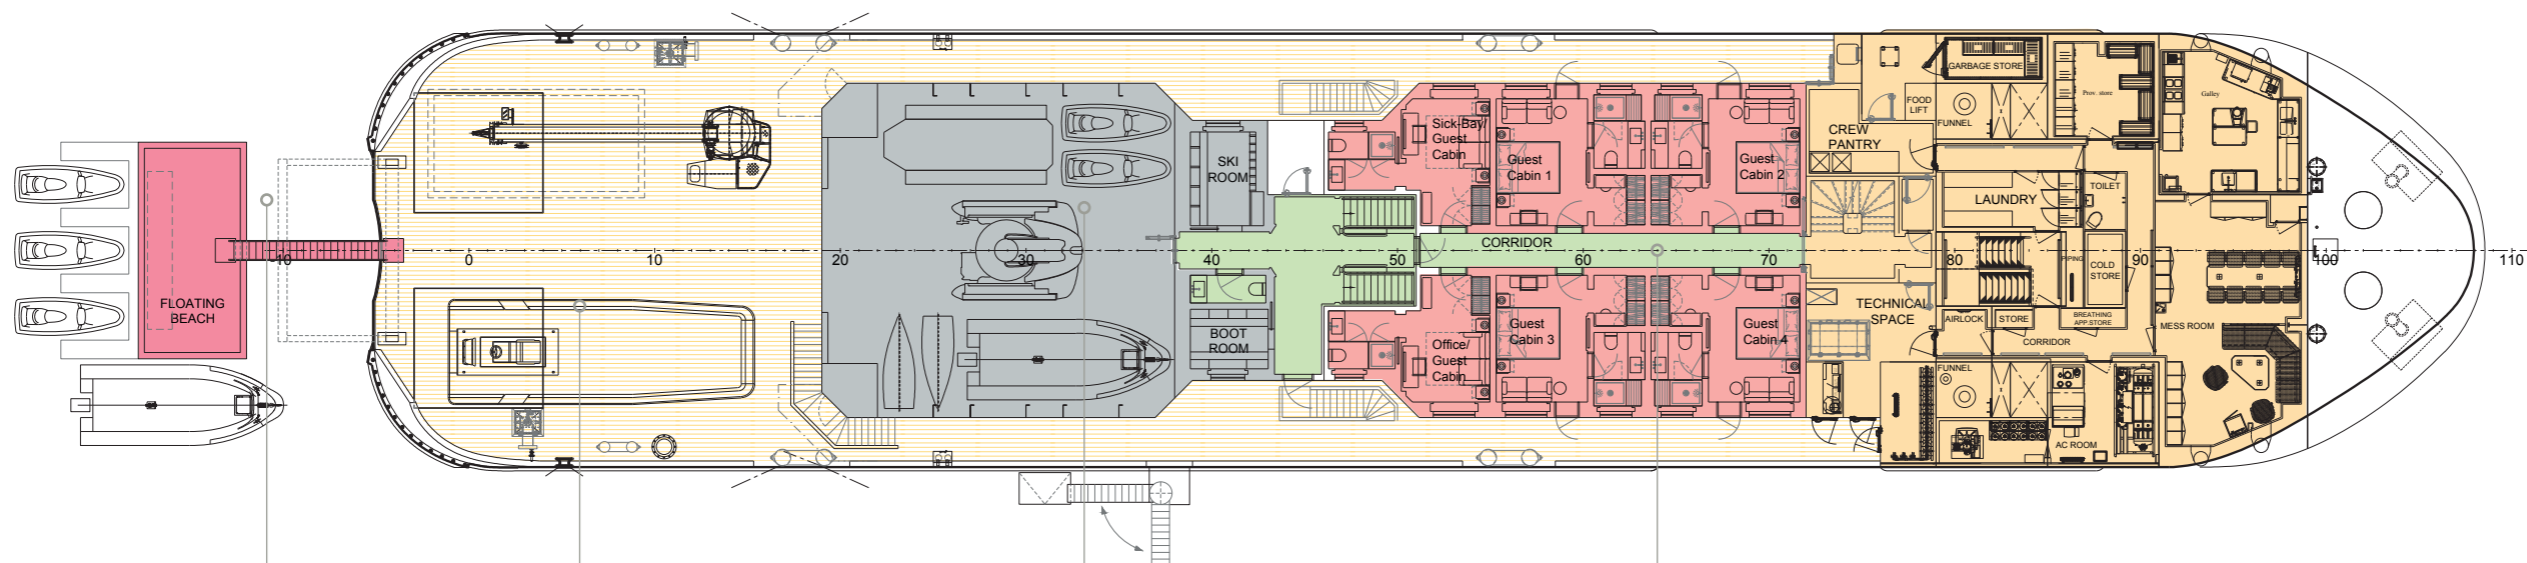 FLOATING
BEACH
-10
0
10
20
30
40
50
60
70
80
90
100
110
SKI
ROOM
BOOT
ROOM
Sick-Bay/
Guest
Cabin
Guest
Cabin 1
Guest
Cabin 2
CORRIDOR
Office/
Guest
Cabin
Guest
Cabin 3
Guest
Cabin 4
CREW
PANTRY
FOOD
LIFT
FUNNEL
GARBAGE STORE
Prov. store
Galley
LAUNDRY
TOILET
PIPING
COLD
STORE
TECHNICAL
SPACE
AIRLOCK
STORE
BREATHING
APP.STORE
CORRIDOR
MESS ROOM
FUNNEL
AC ROOM